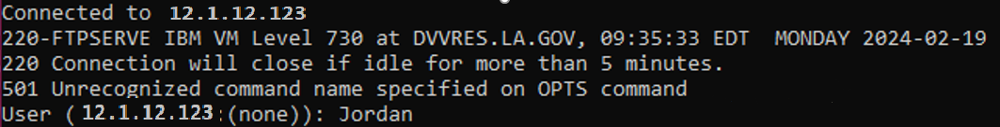 Connected to 12.1.12.123
220-FTPSERVE IBM VM Level 730 at DVVRES.LA.GOV, 09:35:33 EDT  MONDAY 2024-02-19
220 Connection will close if idle for more than 5 minutes.
501 Unrecognized command name specified on OPTS command
User (12.1.12.123:(none)): Jordan